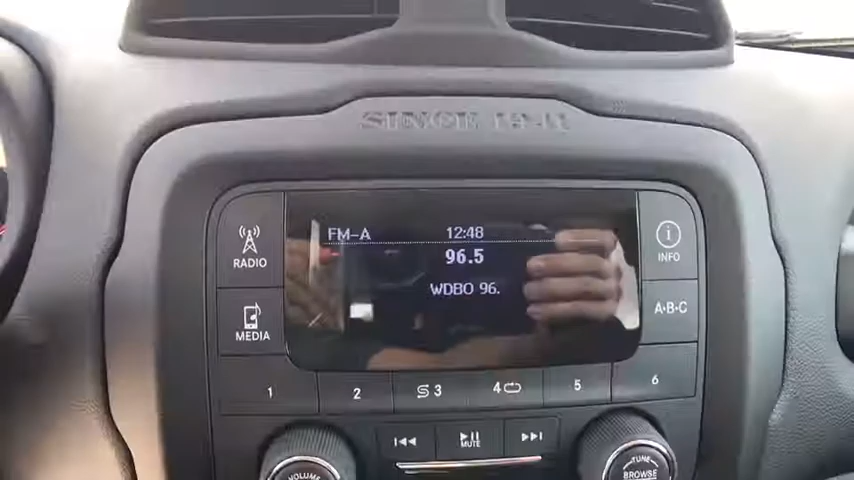 SINCE 1941
FM-A 12:48
96.5
WDBO 96.
RADIO
INFO
MEDIA
A•B•C
1 2 3 4 5 6
MUTE
VOLUME
TUNE
BROWSE